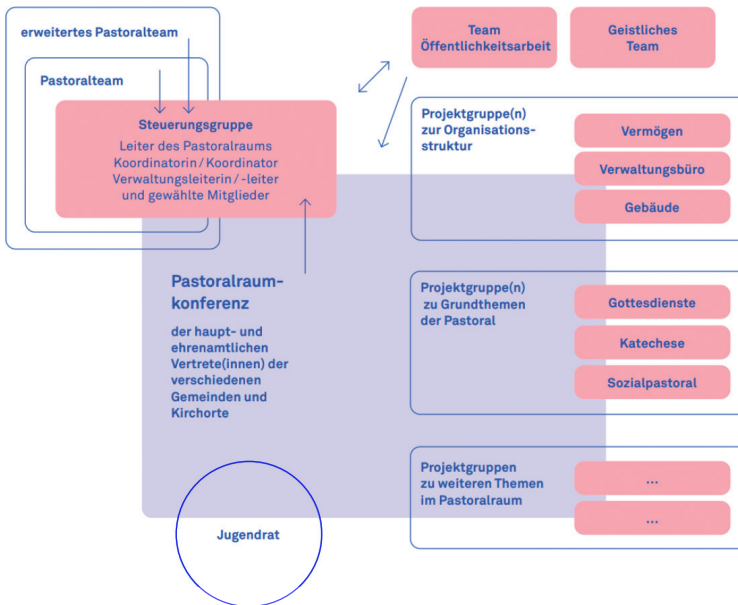 erweitertes Pastoralteam
Pastoralteam
Steuerungsgruppe
Leiter des Pastoralraums
Koordinatorin / Koordinator
Verwaltungsleiterin / -leiter
und gewählte Mitglieder
Team
Öffentlichkeitsarbeit
Geistliches
Team
Projektgruppe(n)
zur Organisations-
struktur
Vermögen
Verwaltungsbüro
Gebäude
Pastoralraum-
konferenz
der haupt- und
ehrenamtlichen
Vertrete(innen) der
verschiedenen
Gemeinden und
Kirchorte
Projektgruppe(n)
zu Grundthemen
der Pastoral
Gottesdienste
Katechese
Sozialpastoral
Projektgruppen
zu weiteren Themen
im Pastoralraum
...
...
Jugendrat